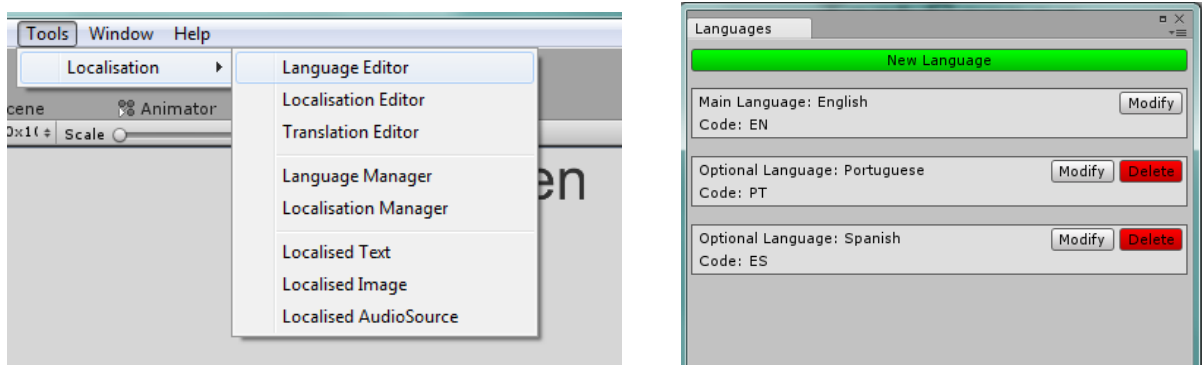 Tools Window Help
Localisation
Language Editor
Localisation Editor
Translation Editor
Language Manager
Localisation Manager
Localised Text
Localised Image
Localised AudioSource
cene Animator
Scale
en
Languages
New Language
Main Language: English Modify
Code: EN
Optional Language: Portuguese Modify Delete
Code: PT
Optional Language: Spanish Modify Delete
Code: ES